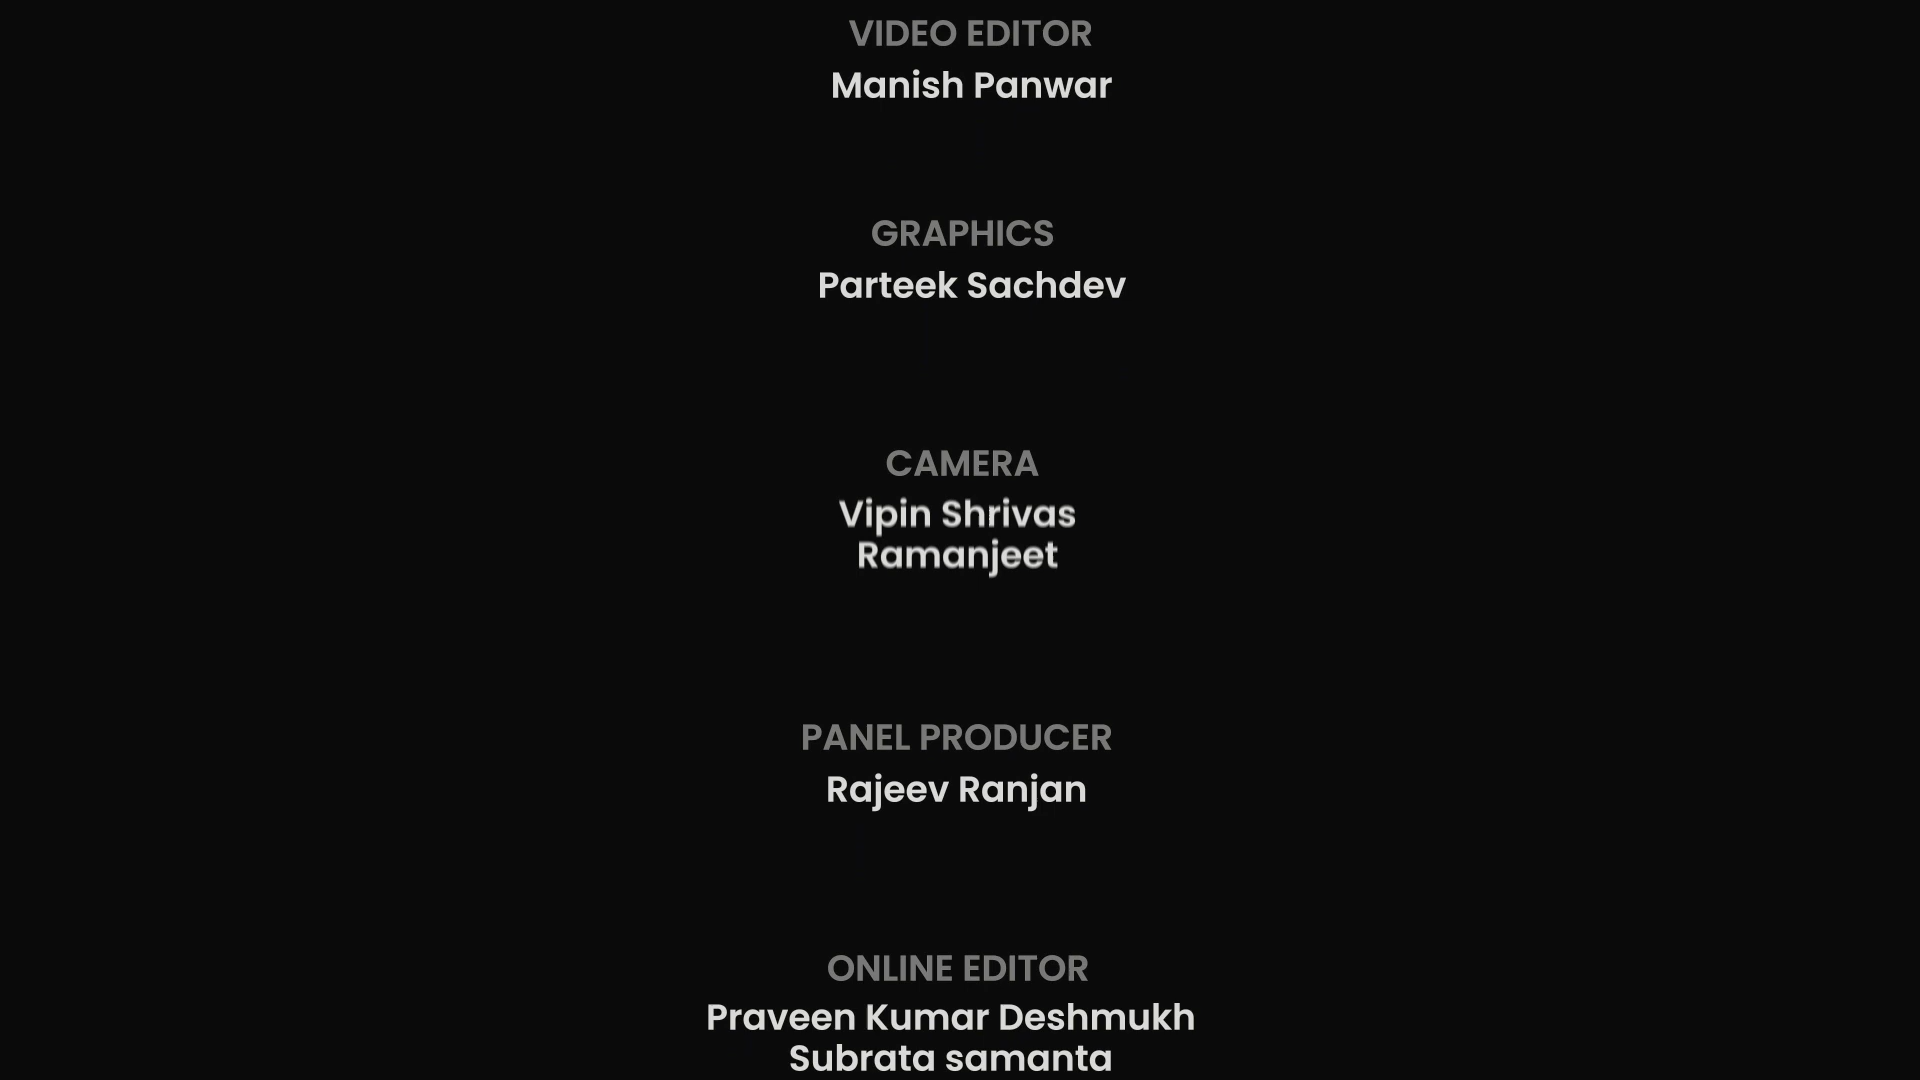 VIDEO EDITOR
Manish Panwar
GRAPHICS
Parteek Sachdev
CAMERA
Vipin Shrivas
Ramanjeet
PANEL PRODUCER
Rajeev Ranjan
ONLINE EDITOR
Praveen Kumar Deshmukh
Subrata samanta